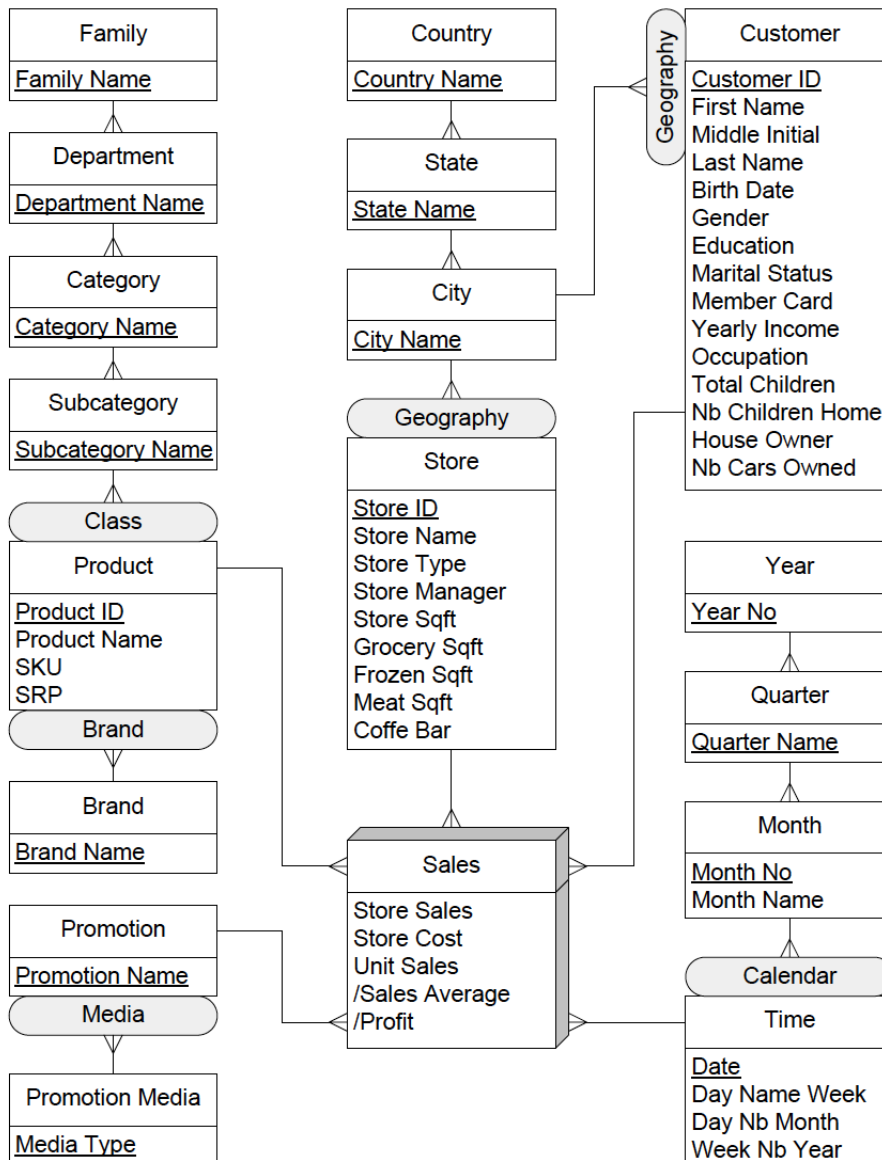 Family
Family Name
Department
Department Name
Category
Category Name
Subcategory
Subcategory Name
Class
Product
Product ID
Product Name
SKU
SRP
Brand
Brand
Brand Name
Promotion
Promotion Name
Media
Promotion Media
Media Type
Country
Country Name
State
State Name
City
City Name
Geography
Store
Store ID
Store Name
Store Type
Store Manager
Store Sqft
Grocery Sqft
Frozen Sqft
Meat Sqft
Coffe Bar
Sales
Store Sales
Store Cost
Unit Sales
/Sales Average
/Profit
Geography
Customer
Customer ID
First Name
Middle Initial
Last Name
Birth Date
Gender
Education
Marital Status
Member Card
Yearly Income
Occupation
Total Children
Nb Children Home
House Owner
Nb Cars Owned
Year
Year No
Quarter
Quarter Name
Month
Month No
Month Name
Calendar
Time
Date
Day Name Week
Day Nb Month
Week Nb Year